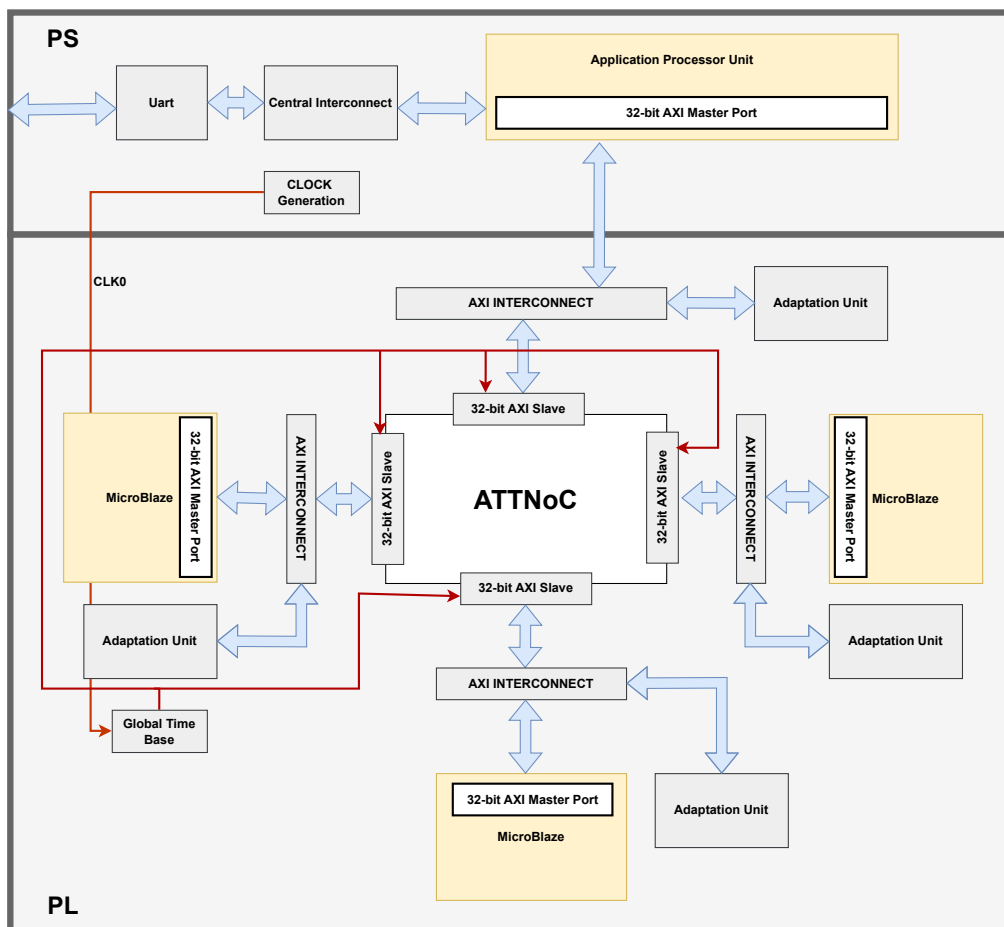 PS
Uart
Central Interconnect
Application Processor Unit
32-bit AXI Master Port
CLOCK
Generation
CLK0
AXI INTERCONNECT
Adaptation Unit
32-bit AXI Slave
MicroBlaze
32-bit AXI Master Port
AXI INTERCONNECT
32-bit AXI Slave
ATTNoC
32-bit AXI Slave
AXI INTERCONNECT
32-bit AXI Master Port
MicroBlaze
32-bit AXI Slave
Adaptation Unit
Adaptation Unit
AXI INTERCONNECT
Global Time
Base
32-bit AXI Master Port
MicroBlaze
Adaptation Unit
PL